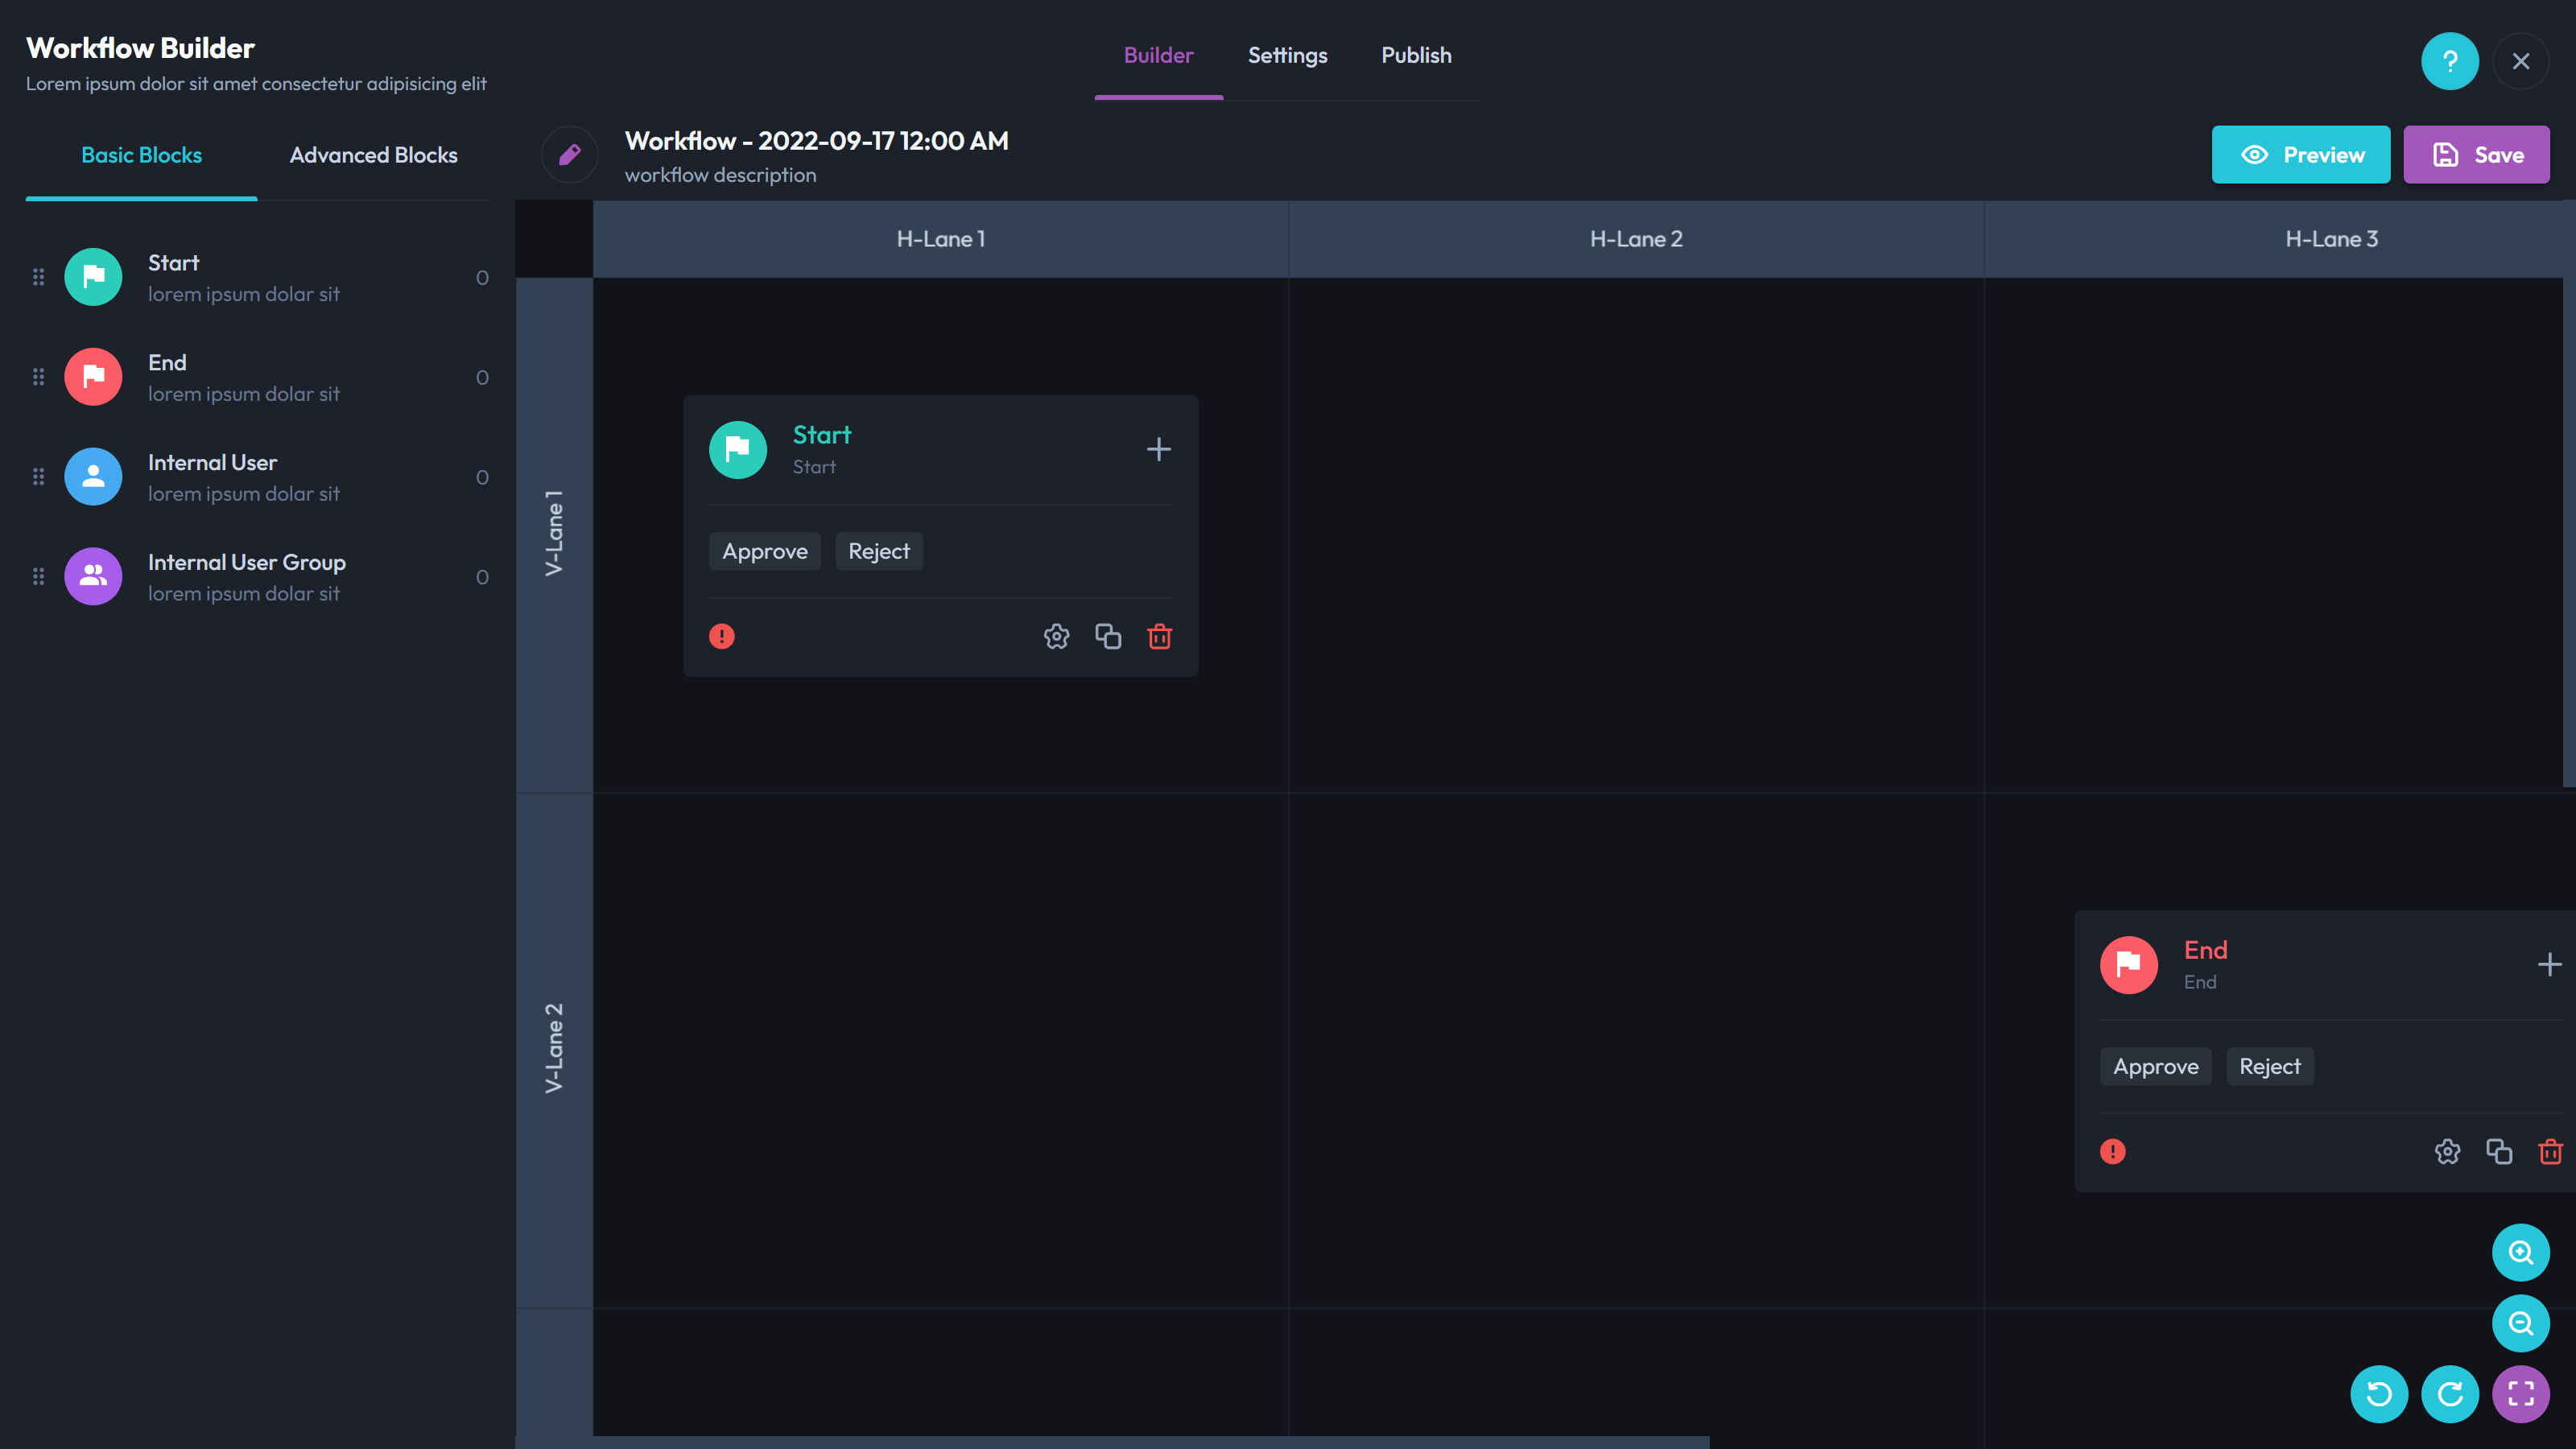 Workflow Builder
Lorem ipsum dolor sit amet consectetur adipisicing elit
Builder
Settings
Publish
?
Basic Blocks
Advanced Blocks
Workflow - 2022-09-17 12:00 AM
workflow description
Preview
Save
Start
lorem ipsum dolar sit
0
End
lorem ipsum dolar sit
0
Internal User
lorem ipsum dolar sit
0
Internal User Group
lorem ipsum dolar sit
0
H-Lane 1
H-Lane 2
H-Lane 3
V-Lane 1
Start
Start
Approve
Reject
V-Lane 2
End
End
Approve
Reject